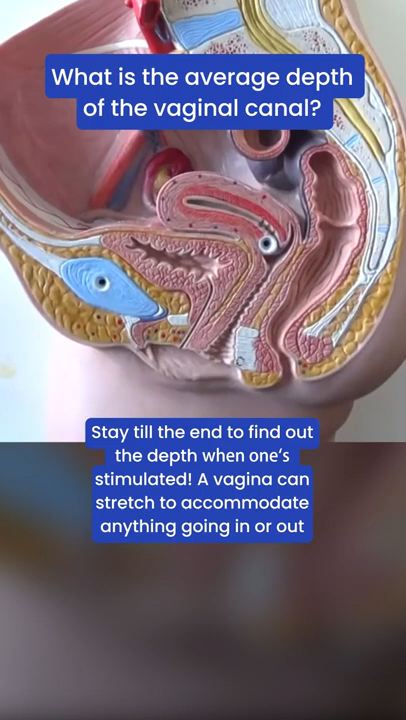 What is the average depth
of the vaginal canal?
Stay till the end to find out
the depth when one's
stimulated! A vagina can
stretch to accommodate
anything going in or out